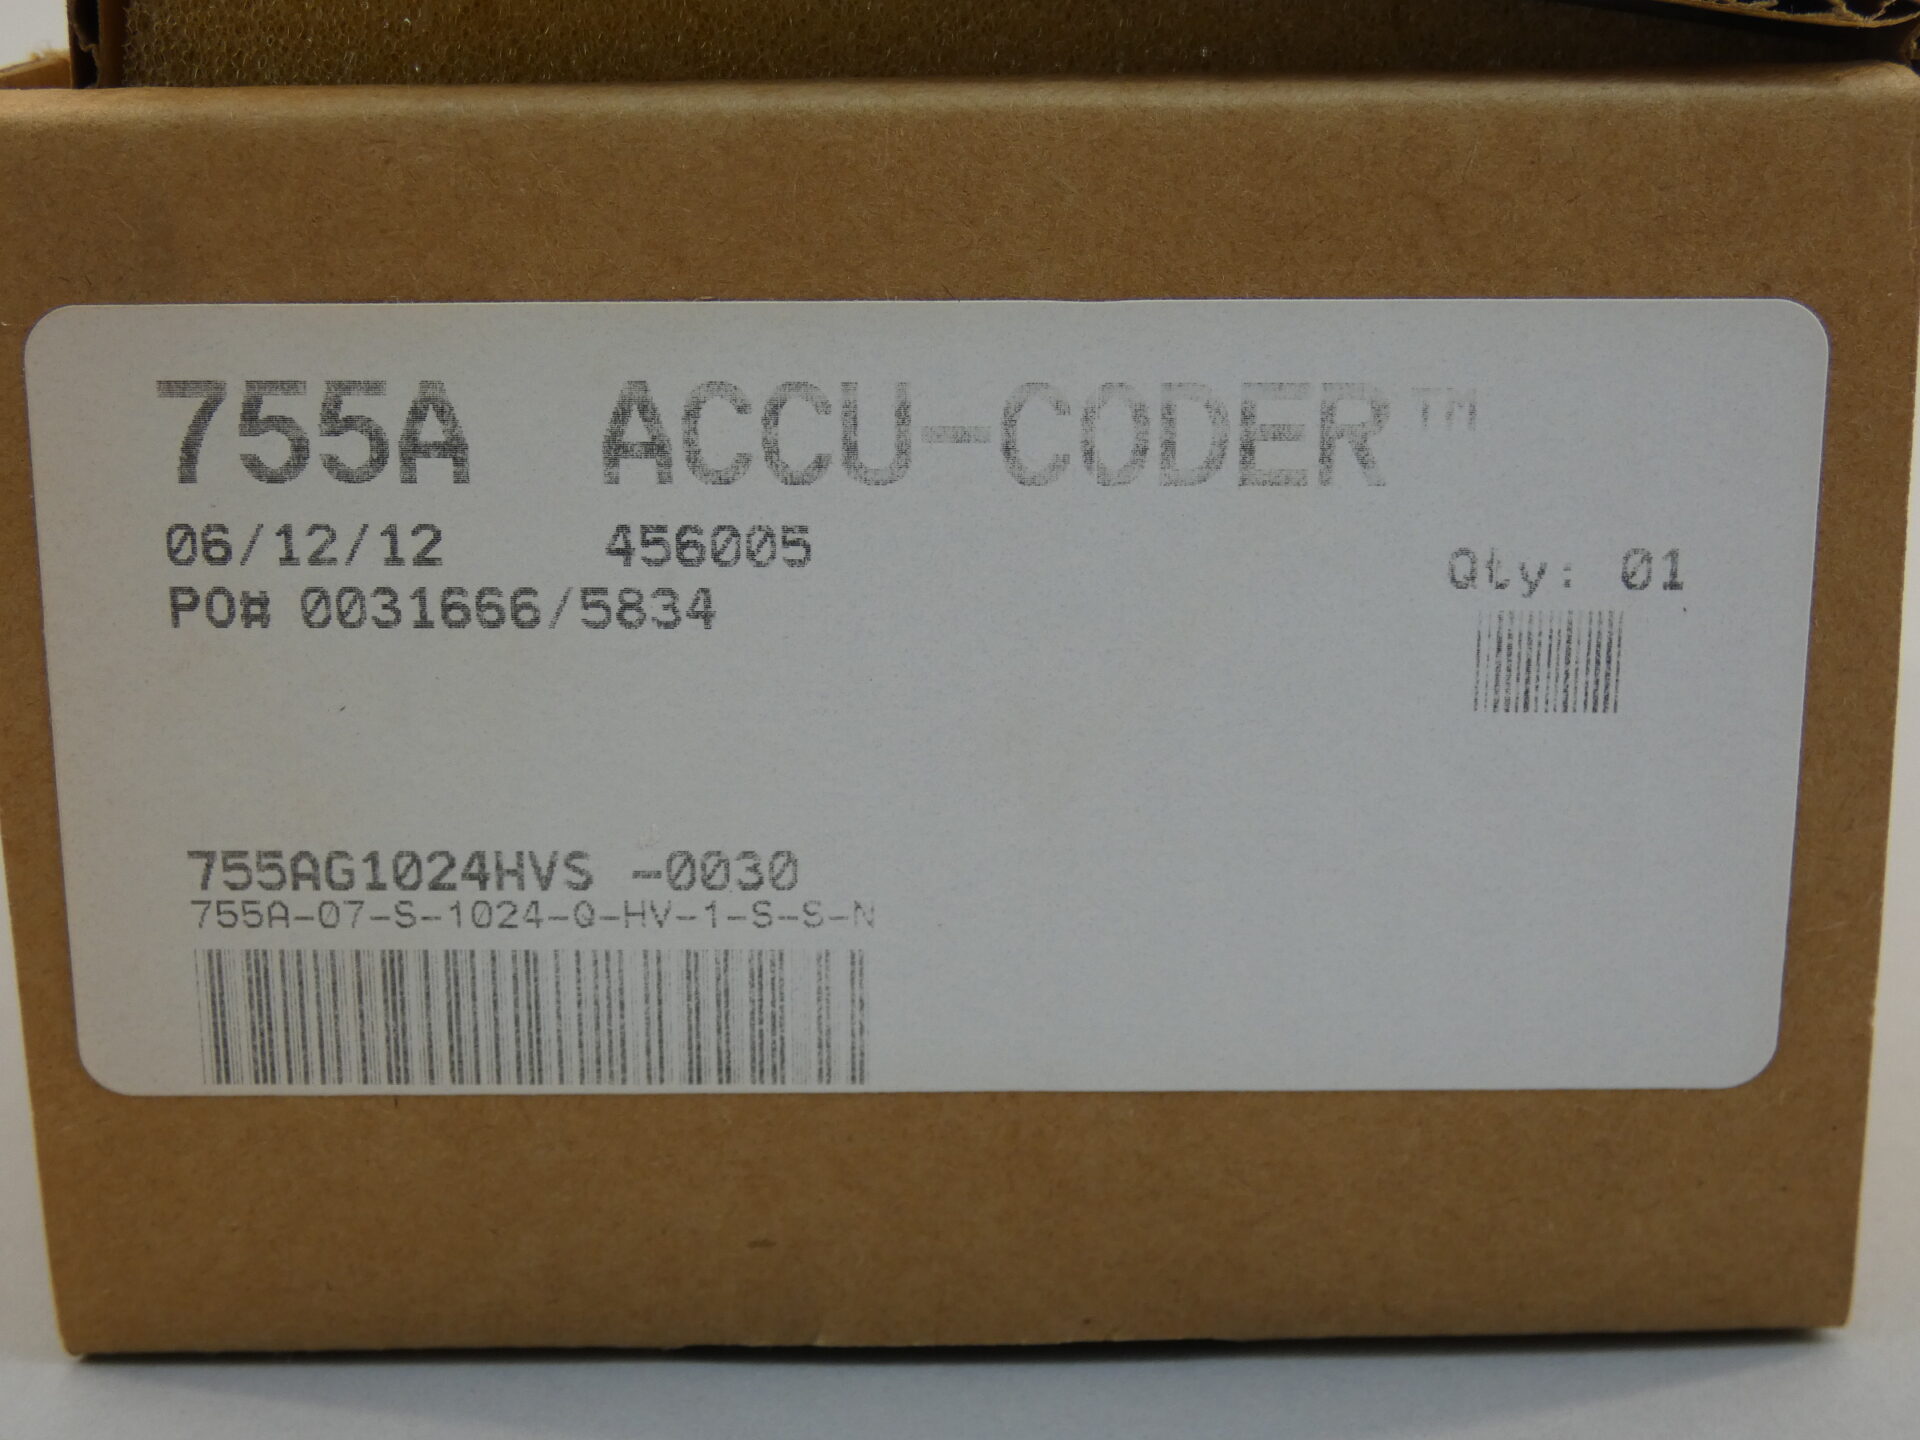 755A ACCU-CODER™
06/12/12 456005
PO# 0031666/5834
Qty: 01
755AG1024HVS -0030
755A-07-S-1024-Q-HV-1-S-S-N